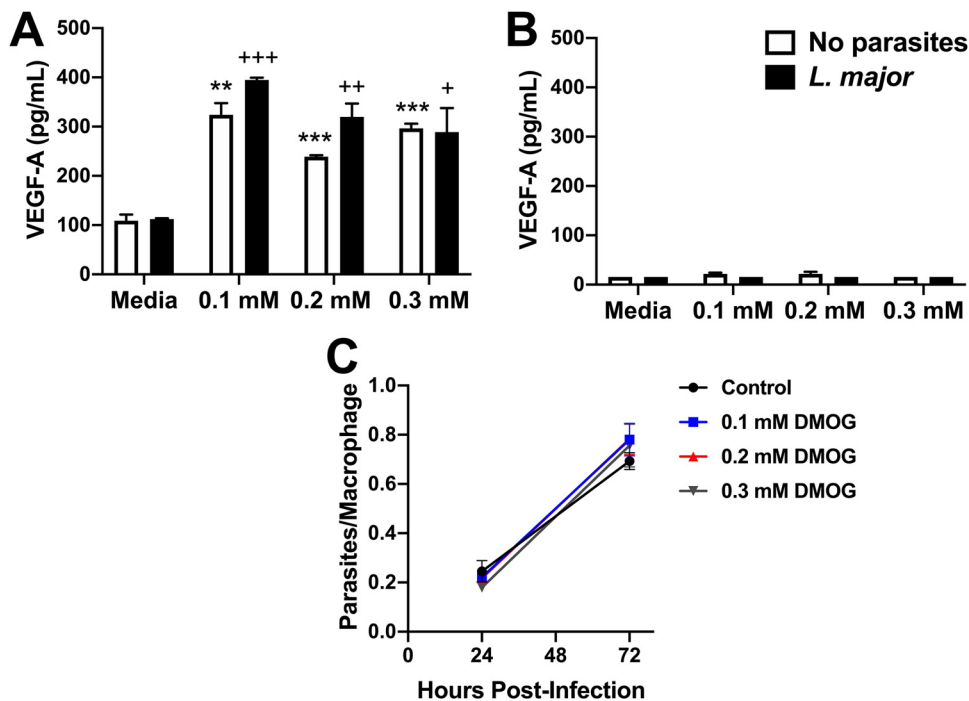 A
VEGF-A (pg/mL)
500
400
300
200
100
0
** +++ *** ++ *** +
Media 0.1 mM 0.2 mM 0.3 mM
B
VEGF-A (pg/mL)
500
400
300
200
100
0
No parasites
L. major
Media 0.1 mM 0.2 mM 0.3 mM
C
Parasites/Macrophage
1.0
0.8
0.6
0.4
0.2
0.0
0 24 48 72
Hours Post-Infection
Control
0.1 mM DMOG
0.2 mM DMOG
0.3 mM DMOG